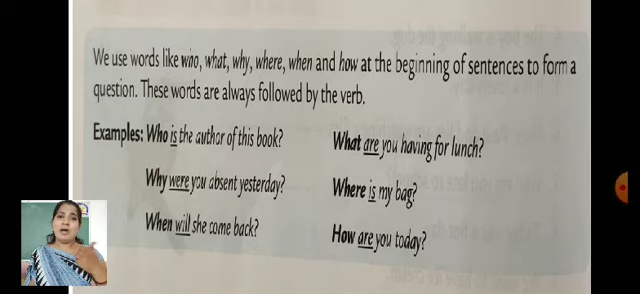 We use words like who, what, why, where, when and how at the beginning of sentences to form a
question. These words are always followed by the verb.
Examples: Who is the author of this book?
What are you having for lunch?
Why were you absent yesterday?
Where is my bag?
When will she come back?
How are you today?